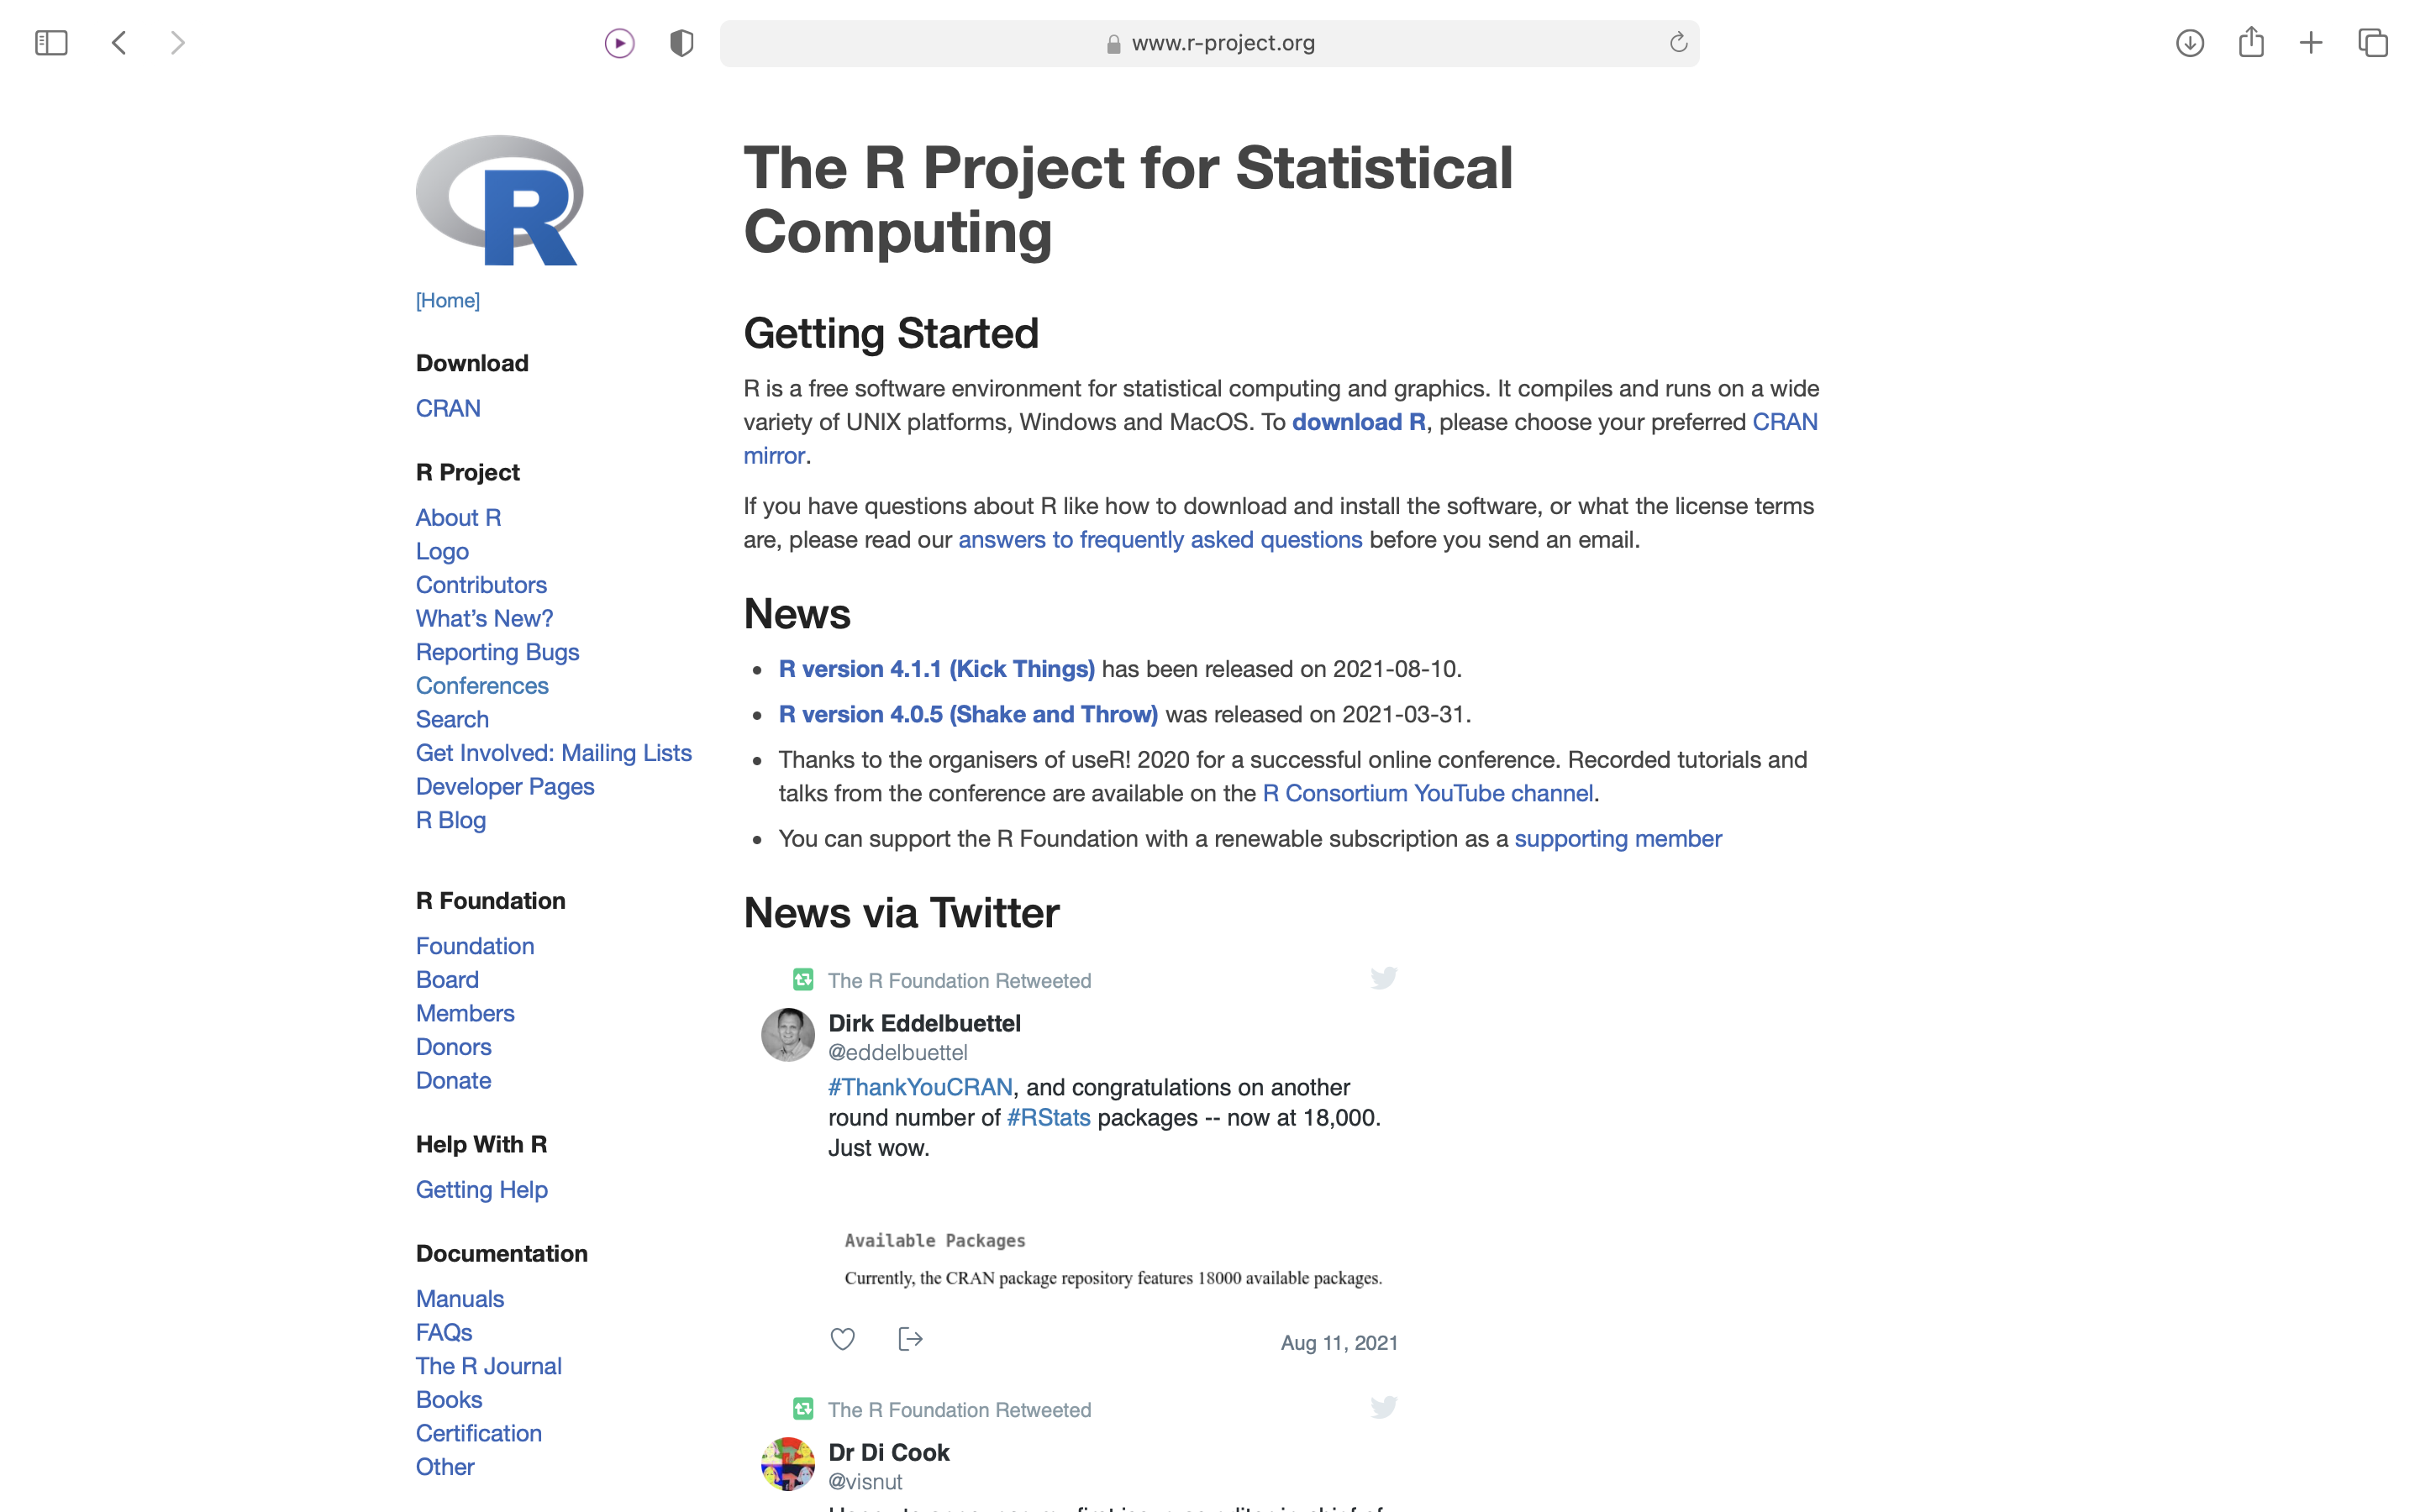 www.r-project.org
R
[Home]
Download
CRAN
R Project
About R
Logo
Contributors
What’s New?
Reporting Bugs
Conferences
Search
Get Involved: Mailing Lists
Developer Pages
R Blog
R Foundation
Foundation
Board
Members
Donors
Donate
Help With R
Getting Help
Documentation
Manuals
FAQs
The R Journal
Books
Certification
Other
The R Project for Statistical
Computing
Getting Started
R is a free software environment for statistical computing and graphics. It compiles and runs on a wide
variety of UNIX platforms, Windows and MacOS. To download R, please choose your preferred CRAN
mirror.
If you have questions about R like how to download and install the software, or what the license terms
are, please read our answers to frequently asked questions before you send an email.
News
• R version 4.1.1 (Kick Things) has been released on 2021-08-10.
• R version 4.0.5 (Shake and Throw) was released on 2021-03-31.
• Thanks to the organisers of useR! 2020 for a successful online conference. Recorded tutorials and
talks from the conference are available on the R Consortium YouTube channel.
• You can support the R Foundation with a renewable subscription as a supporting member
News via Twitter
The R Foundation Retweeted
Dirk Eddelbuettel
@eddelbuettel
#ThankYouCRAN, and congratulations on another
round number of #RStats packages -- now at 18,000.
Just wow.
Available Packages
Currently, the CRAN package repository features 18000 available packages.
Aug 11, 2021
The R Foundation Retweeted
Dr Di Cook
@visnut